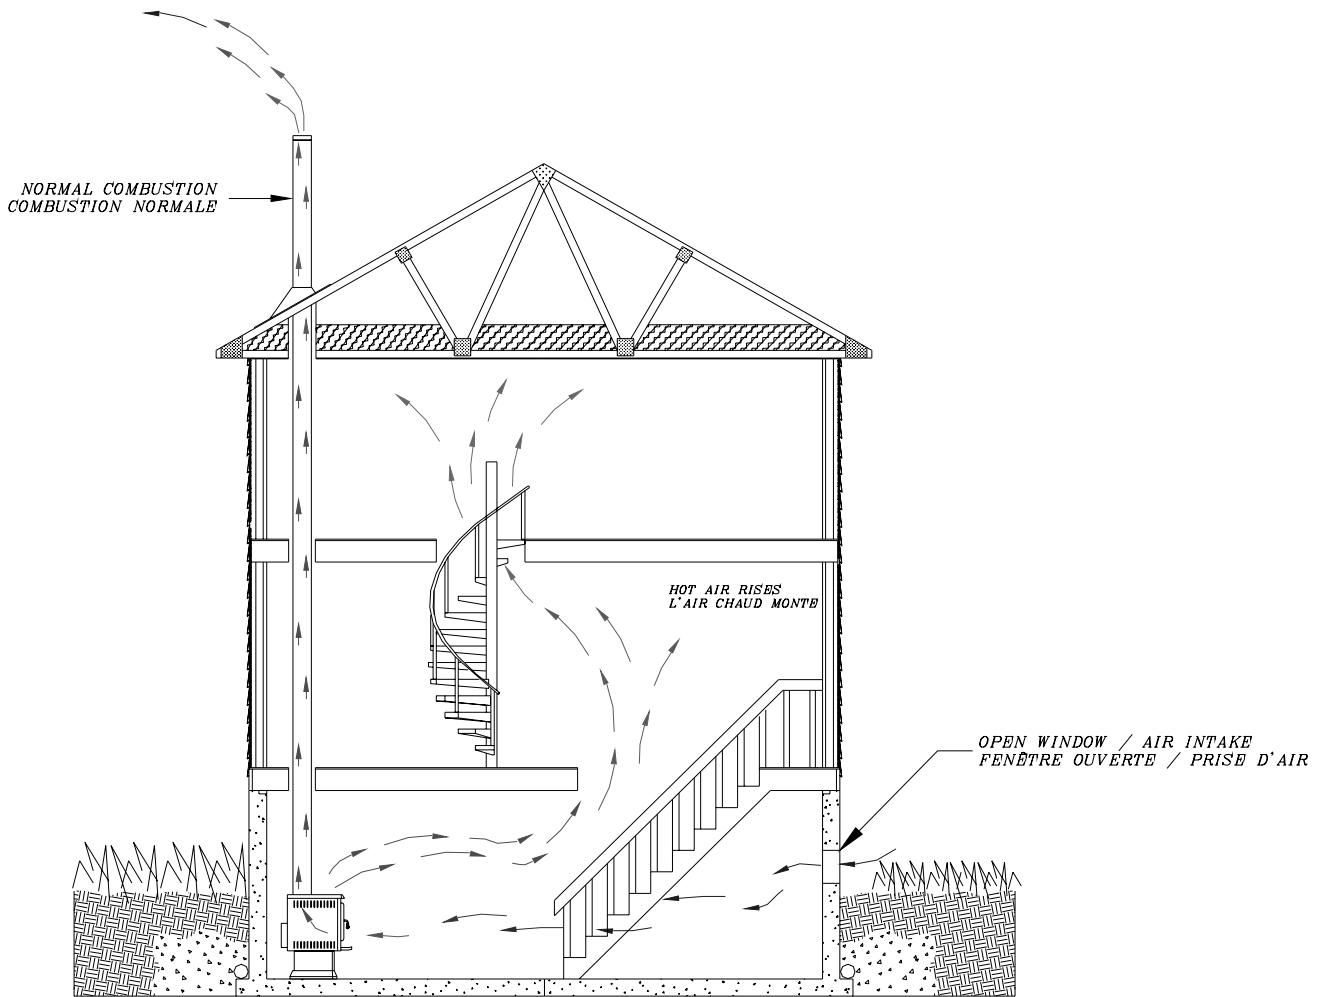 NORMAL COMBUSTION
COMBUSTION NORMALE
HOT AIR RISES
L'AIR CHAUD MONTE
OPEN WINDOW / AIR INTAKE
FENÊTRE OUVERTE / PRISE D'AIR